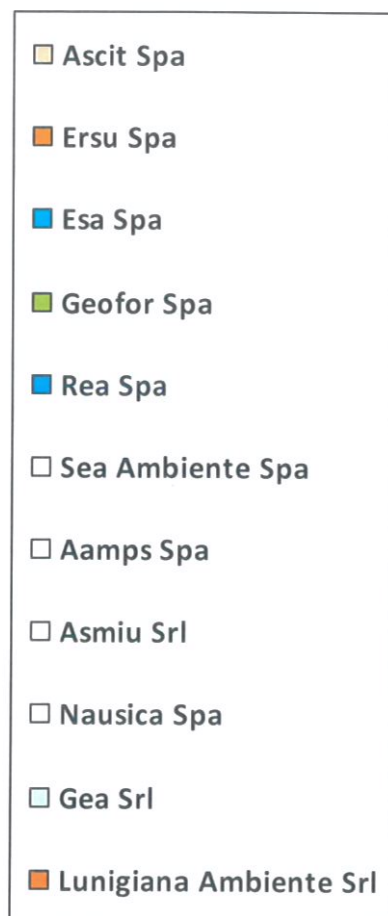 Ascit Spa
Ersu Spa
Esa Spa
Geofor Spa
Rea Spa
Sea Ambiente Spa
Aamps Spa
Asmiu Srl
Nausica Spa
Gea Srl
Lunigiana Ambiente Srl